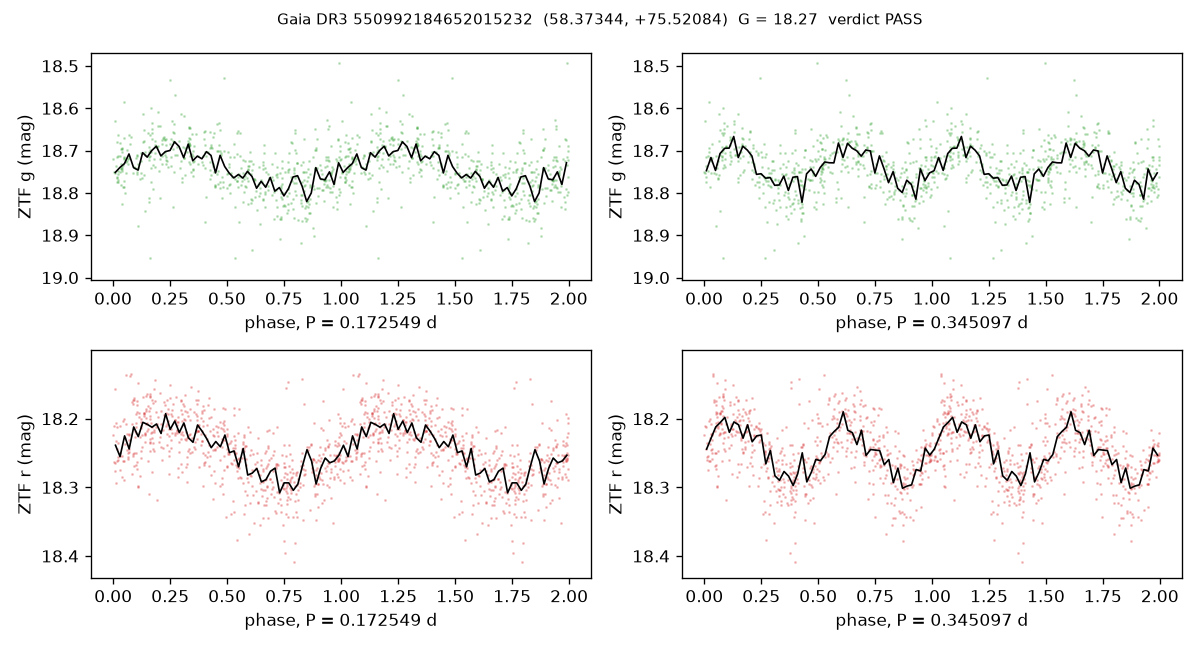 Gaia DR3 550992184652015232 (58.37344, +75.52084) G = 18.27 verdict PASS
ZTF g (mag)
18.5
18.6
18.7
18.8
18.9
19.0
0.00 0.25 0.50 0.75 1.00 1.25 1.50 1.75 2.00
phase, P = 0.172549 d
ZTF g (mag)
18.5
18.6
18.7
18.8
18.9
19.0
0.00 0.25 0.50 0.75 1.00 1.25 1.50 1.75 2.00
phase, P = 0.345097 d
ZTF r (mag)
18.2
18.3
18.4
0.00 0.25 0.50 0.75 1.00 1.25 1.50 1.75 2.00
phase, P = 0.172549 d
ZTF r (mag)
18.2
18.3
18.4
0.00 0.25 0.50 0.75 1.00 1.25 1.50 1.75 2.00
phase, P = 0.345097 d